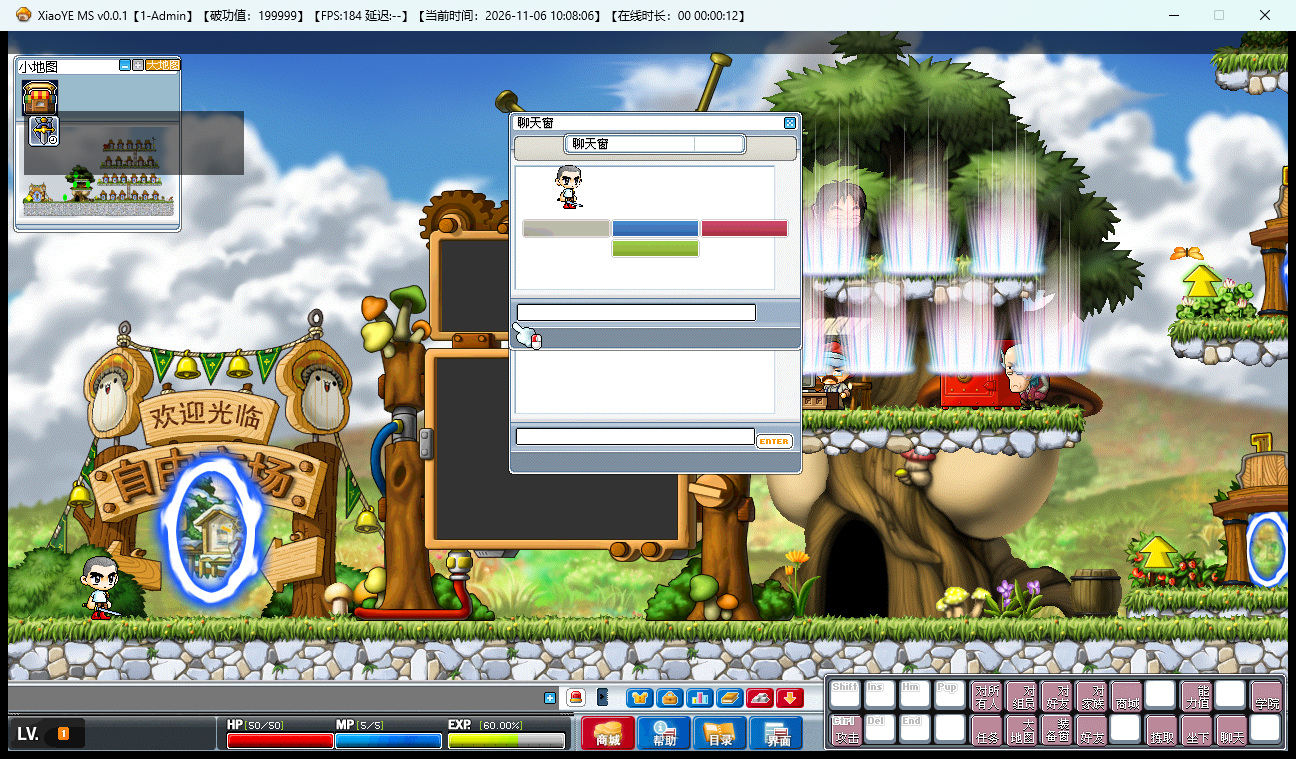 XiaoYE MS v0.0.1【1-Admin】【破功值：199999】【FPS:184 延迟:--】【当前时间：2026-11-06 10:08:06】【在线时长：00 00:00:12】
小地图 大地图
聊天窗
聊天窗
欢迎光临
自由市场
ENTER
LV. 1
HP [50/50] MP [5/5] EXP. [60.00%]
商城 帮助 目录 界面
Shift Ins Hm Pup 对所有人 对组员 对好友 对家族 商城 能力值 学院
Ctrl 攻击 Del End 任务 大地图 装备窗 好友 拣取 坐下 聊天